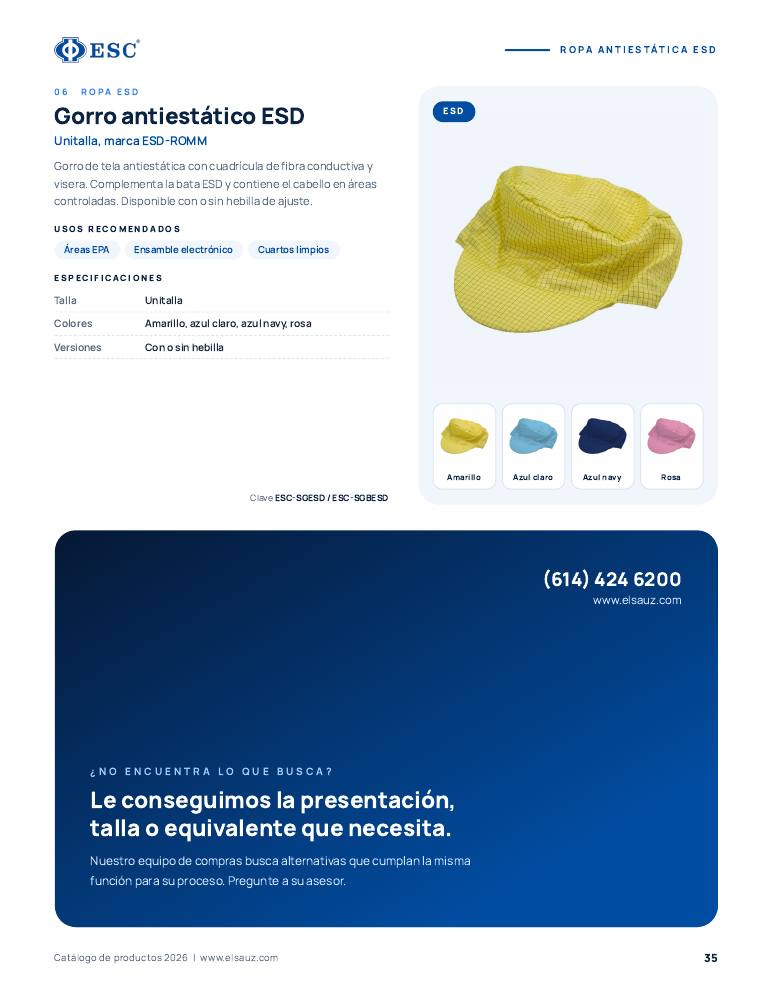 ESC
ROPA ANTIESTÁTICA ESD
06 ROPA ESD
Gorro antiestático ESD
Unitalla, marca ESD-ROMM
Gorro de tela antiestática con cuadrícula de fibra conductiva y
visera. Complementa la bata ESD y contiene el cabello en áreas
controladas. Disponible con o sin hebilla de ajuste.
USOS RECOMENDADOS
Áreas EPA Ensamble electrónico Cuartos limpios
ESPECIFICACIONES
Talla Unitalla
Colores Amarillo, azul claro, azul navy, rosa
Versiones Con o sin hebilla
Clave ESC-SGESD / ESC-SGBESD
ESD
Amarillo Azul claro Azul navy Rosa
(614) 424 6200
www.elsauz.com
¿NO ENCUENTRA LO QUE BUSCA?
Le conseguimos la presentación,
talla o equivalente que necesita.
Nuestro equipo de compras busca alternativas que cumplan la misma
función para su proceso. Pregunte a su asesor.
Catálogo de productos 2026 | www.elsauz.com
35